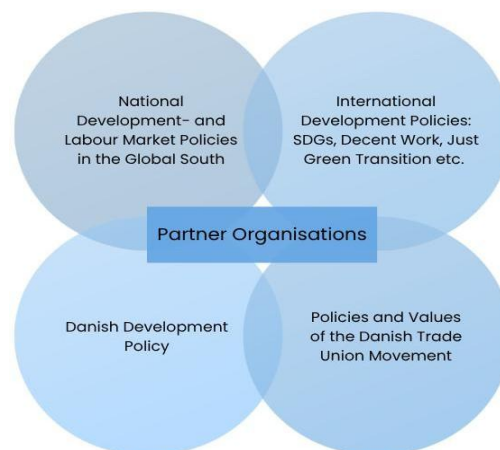 National
Development- and
Labour Market Policies
in the Global South
International
Development Policies:
SDGs, Decent Work, Just
Green Transition etc.
Partner Organisations
Danish Development
Policy
Policies and Values
of the Danish Trade
Union Movement